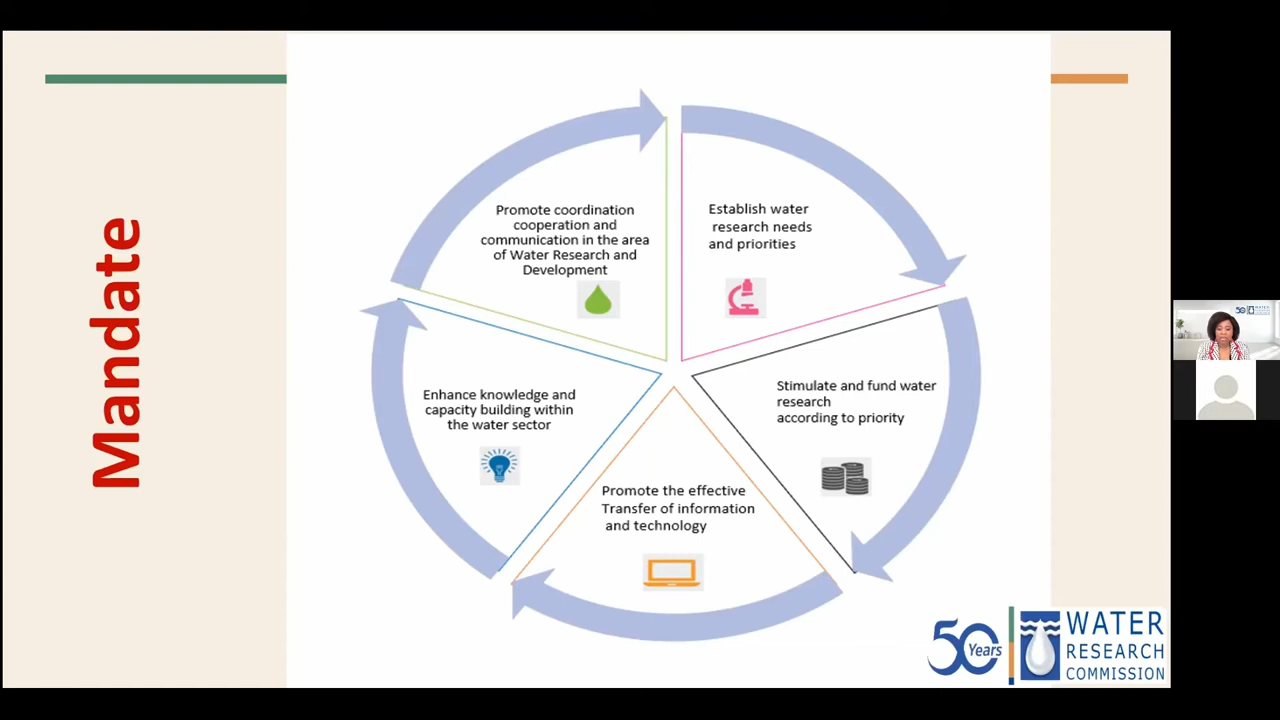 Mandate
Establish water
research needs
and priorities
Stimulate and fund water
research
according to priority
Promote the effective
Transfer of information
and technology
Enhance knowledge and
capacity building within
the water sector
Promote coordination
cooperation and
communication in the area
of Water Research and
Development
50 Years
WATER
RESEARCH
COMMISSION
50